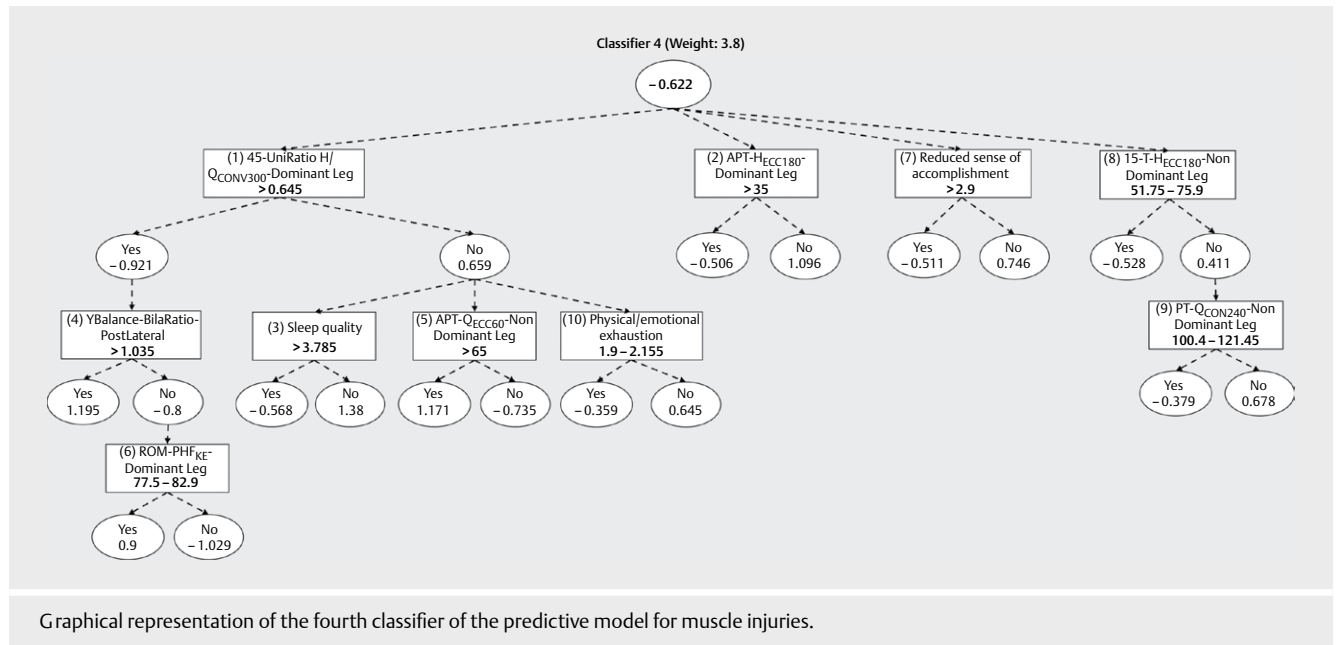 Classifier 4 (Weight: 3.8)
– 0.622
(1) 45-UniRatio H/
QCONV300-Dominant Leg
> 0.645
(2) APT-HECC180-
Dominant Leg
> 35
(7) Reduced sense of
accomplishment
> 2.9
(8) 15-T-HECC180-Non
Dominant Leg
51.75 – 75.9
Yes
– 0.921
No
0.659
Yes
– 0.506
No
1.096
Yes
– 0.511
No
0.746
Yes
– 0.528
No
0.411
(4) YBalance-BilaRatio-
PostLateral
> 1.035
(3) Sleep quality
> 3.785
(5) APT-QECC60-Non
Dominant Leg
> 65
(10) Physical/emotional
exhaustion
1.9 – 2.155
(9) PT-QCON240-Non
Dominant Leg
100.4 – 121.45
Yes
1.195
No
– 0.8
Yes
– 0.568
No
1.38
Yes
1.171
No
– 0.735
Yes
– 0.359
No
0.645
Yes
– 0.379
No
0.678
(6) ROM-PHFKE-
Dominant Leg
77.5 – 82.9
Yes
0.9
No
– 1.029
Graphical representation of the fourth classifier of the predictive model for muscle injuries.